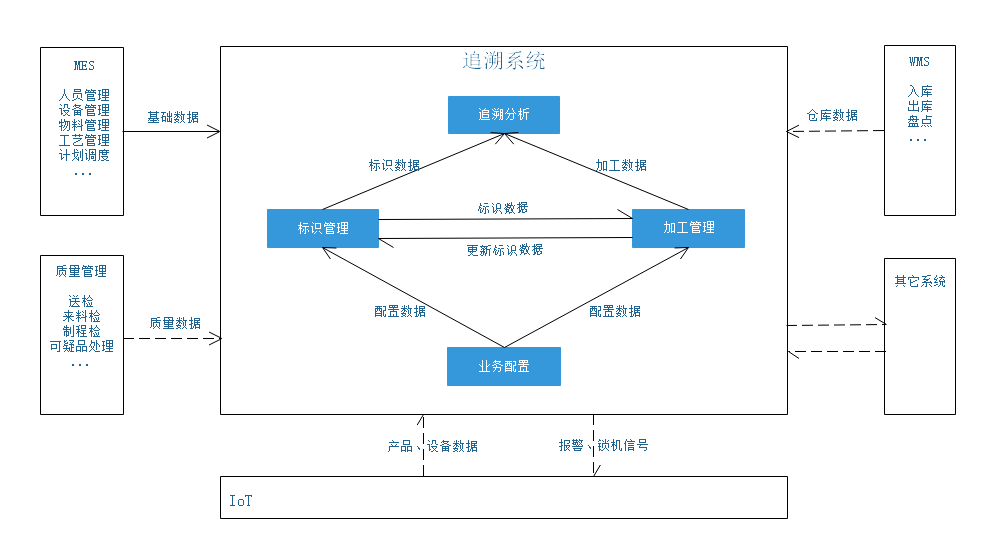 追溯系统
MES
人员管理
设备管理
物料管理
工艺管理
计划调度
...
基础数据
追溯分析
仓库数据
WMS
入库
出库
盘点
...
标识数据
加工数据
标识管理
标识数据
更新标识数据
加工管理
质量管理
送检
来料检
制程检
可疑品处理
...
质量数据
配置数据
配置数据
业务配置
其它系统
产品、设备数据
报警、锁机信号
IoT